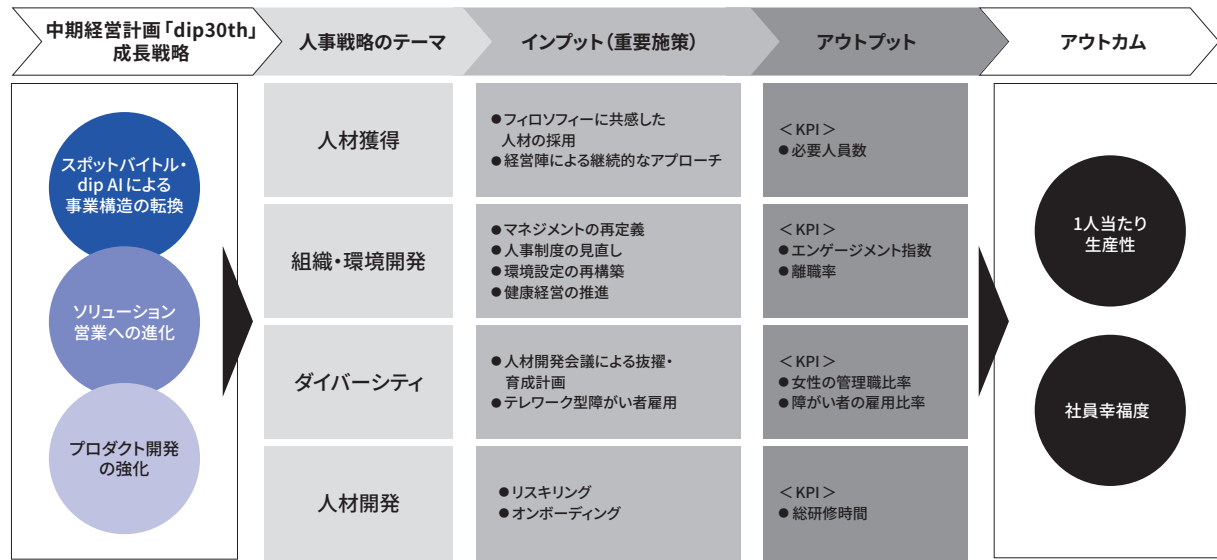 中期経営計画「dip30th」
成長戦略
人事戦略のテーマ
インプット（重要施策）
アウトプット
アウトカム
スポットバイトル・
dip AIによる
事業構造の転換
ソリューション
営業への進化
プロダクト開発
の強化
人材獲得
●フィロソフィーに共感した
人材の採用
●経営陣による継続的なアプローチ
＜KPI＞
●必要人員数
組織・環境開発
●マネジメントの再定義
●人事制度の見直し
●環境設定の再構築
●健康経営の推進
＜KPI＞
●エンゲージメント指数
●離職率
ダイバーシティ
●人材開発会議による抜擢・
育成計画
●テレワーク型障がい者雇用
＜KPI＞
●女性の管理職比率
●障がい者の雇用比率
人材開発
●リスキリング
●オンボーディング
＜KPI＞
●総研修時間
1人当たり
生産性
社員幸福度